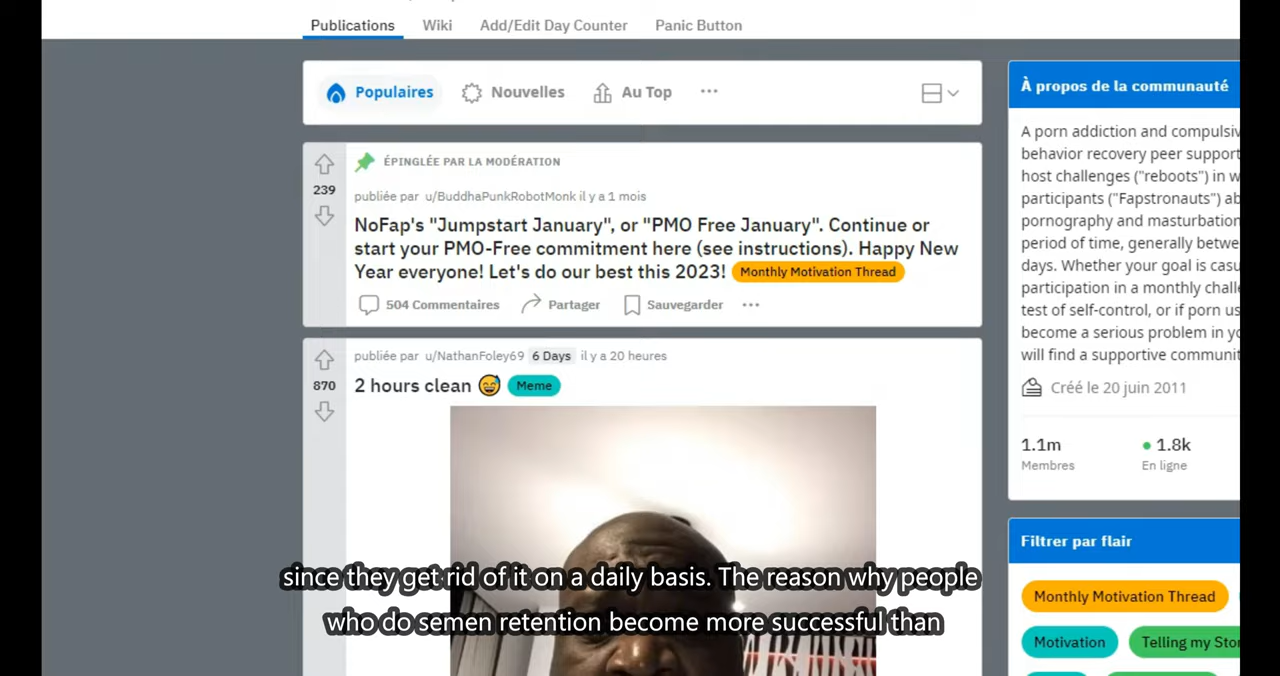 Publications Wiki Add/Edit Day Counter Panic Button
Populaires Nouvelles Au Top ...
ÉPINGLÉE PAR LA MODÉRATION
239
publiée par u/BuddhaPunkRobotMonk il y a 1 mois
NoFap's "Jumpstart January", or "PMO Free January". Continue or
start your PMO-Free commitment here (see instructions). Happy New
Year everyone! Let's do our best this 2023! Monthly Motivation Thread
504 Commentaires Partager Sauvegarder ...
publiée par u/NathanFoley69 6 Days il y a 20 heures
870
2 hours clean 😅 Meme
since they get rid of it on a daily basis. The reason why people
who do semen retention become more successful than
À propos de la communauté
A porn addiction and compulsiv
behavior recovery peer support
host challenges ("reboots") in w
participants ("Fapstronauts") ab
pornography and masturbation
period of time, generally betwe
days. Whether your goal is casu
participation in a monthly chall
test of self-control, or if porn us
become a serious problem in yo
will find a supportive communit
Créé le 20 juin 2011
1.1m 1.8k
Membres En ligne
Filtrer par flair
Monthly Motivation Thread
Motivation Telling my Stor